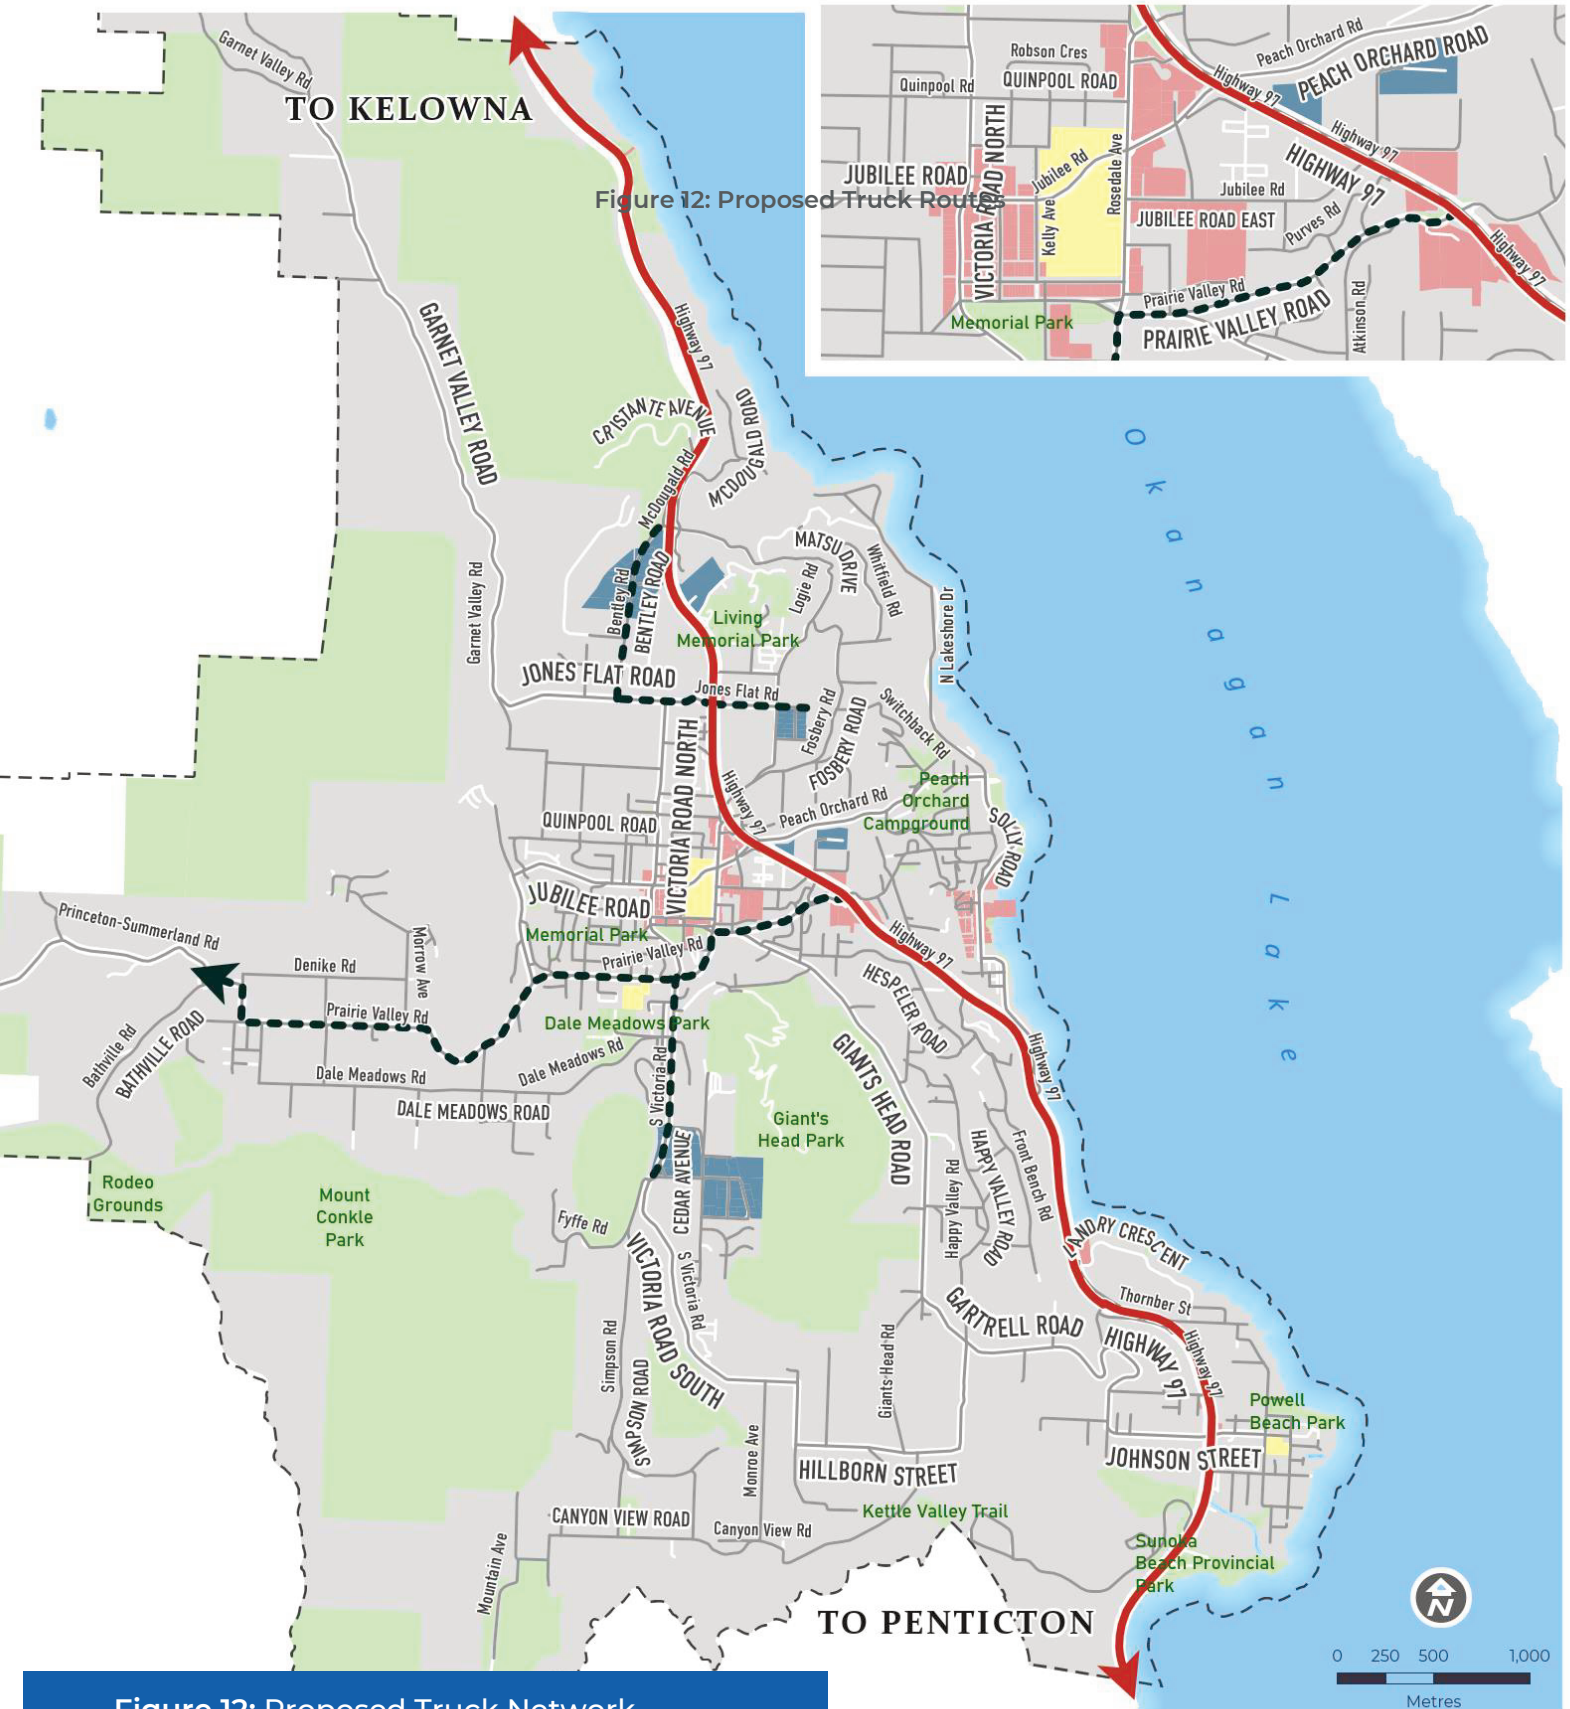 Garnet Valley Rd
TO KELOWNA
Figure 12: Proposed Truck Routes
Robson Cres
Quinpool Rd
QUINPOOL ROAD
Peach Orchard Rd
PEACH ORCHARD ROAD
Highway 97
Highway 97
HIGHWAY 97
VICTORIA ROAD NORTH
JUBILEE ROAD
Jubilee Rd
Kelly Ave
Rosedale Ave
Jubilee Rd
JUBILEE ROAD EAST
Purves Rd
Highway 97
Prairie Valley Rd
PRAIRIE VALLEY ROAD
Atkinson Rd
Memorial Park
GARNET VALLEY ROAD
Highway 97
CRISTANTE AVENUE
MCDOUGALD ROAD
McDougald Rd
Okanagan Lake
MATSU DRIVE
Whitfield Rd
Logie Rd
Garnet Valley Rd
Bentley Rd
BENTLEY ROAD
Living
Memorial Park
N Lakeshore Dr
JONES FLAT ROAD
Jones Flat Rd
Fosbery Rd
FOSBERY ROAD
Switchback Rd
VICTORIA ROAD NORTH
Highway 97
Peach
Orchard
Campground
Peach Orchard Rd
QUINPOOL ROAD
SOLLY ROAD
JUBILEE ROAD
Memorial Park
Prairie Valley Rd
Princeton-Summerland Rd
Morrow Ave
Denike Rd
Highway 97
HESPELER ROAD
Prairie Valley Rd
Dale Meadows Park
Bathville Rd
BATHVILLE ROAD
Dale Meadows Rd
Dale Meadows Rd
DALE MEADOWS ROAD
S Victoria Rd
GIANTS HEAD ROAD
Highway 97
Giant's
Head Park
CEDAR AVENUE
Happy Valley Rd
HAPPY VALLEY ROAD
Front Bench Rd
Rodeo
Grounds
Mount
Conkle
Park
Fyffe Rd
LANDRY CRESCENT
VICTORIA ROAD SOUTH
S Victoria Rd
Thornber St
GARTRELL ROAD
HIGHWAY 97
Highway 97
Simpson Rd
SIMPSON ROAD
Giants Head Rd
Powell
Beach Park
Monroe Ave
HILLBORN STREET
JOHNSON STREET
CANYON VIEW ROAD
Canyon View Rd
Kettle Valley Trail
Mountain Ave
Sunoka
Beach Provincial
Park
TO PENTICTON
N
0 250 500 1,000
Metres
Figure 12: Proposed Truck Network